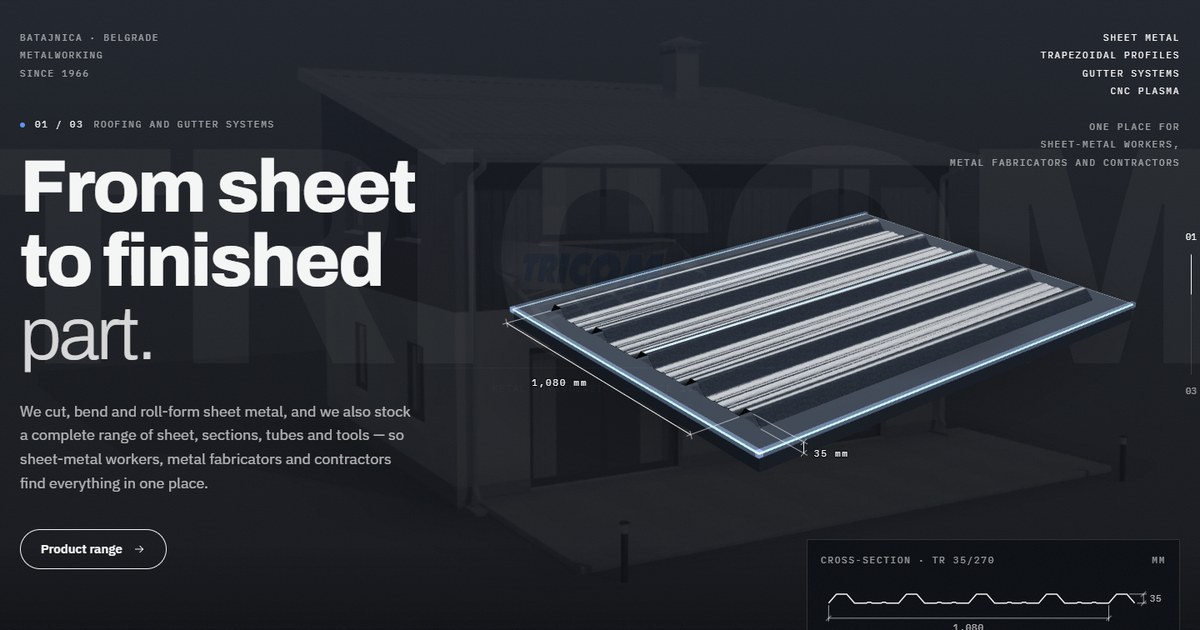 BATAJNICA · BELGRADE
METALWORKING
SINCE 1966
SHEET METAL
TRAPEZOIDAL PROFILES
GUTTER SYSTEMS
CNC PLASMA
ONE PLACE FOR
SHEET-METAL WORKERS,
METAL FABRICATORS AND CONTRACTORS
01 / 03 ROOFING AND GUTTER SYSTEMS
TRICOM
From sheet
to finished
part.
TRICOM
We cut, bend and roll-form sheet metal, and we also stock
a complete range of sheet, sections, tubes and tools — so
sheet-metal workers, metal fabricators and contractors
find everything in one place.
Product range →
1,080 mm
35 mm
01
03
CROSS-SECTION · TR 35/270 MM
35
1,080